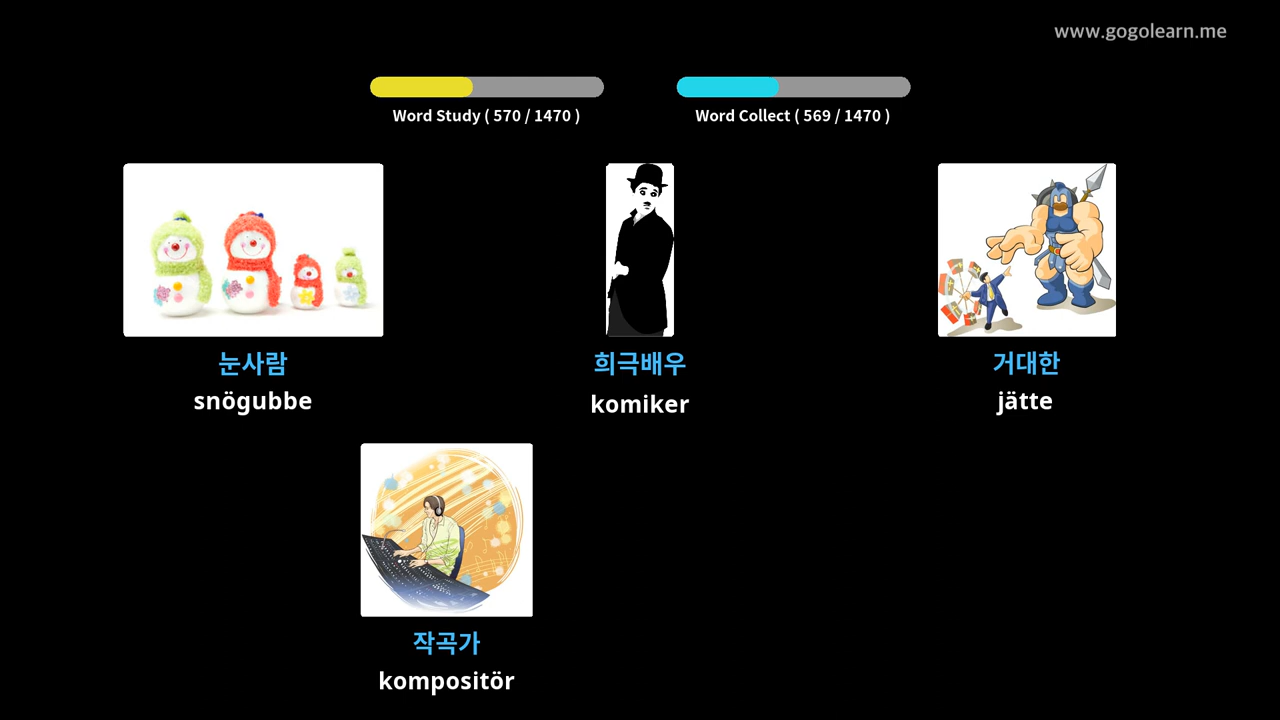 www.gogolearn.me
Word Study ( 570 / 1470 )
Word Collect ( 569 / 1470 )
눈사람
snögubbe
희극배우
komiker
거대한
jätte
작곡가
kompositör